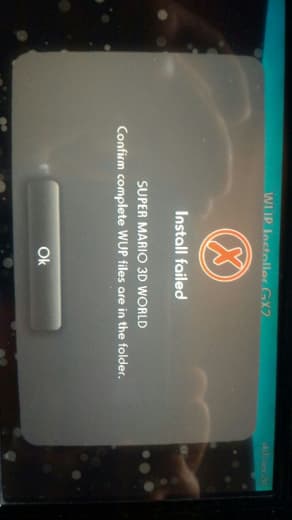 WUP Installer GX2
Install failed
SUPER MARIO 3D WORLD
Confirm complete WUP files are in the folder.
Ok